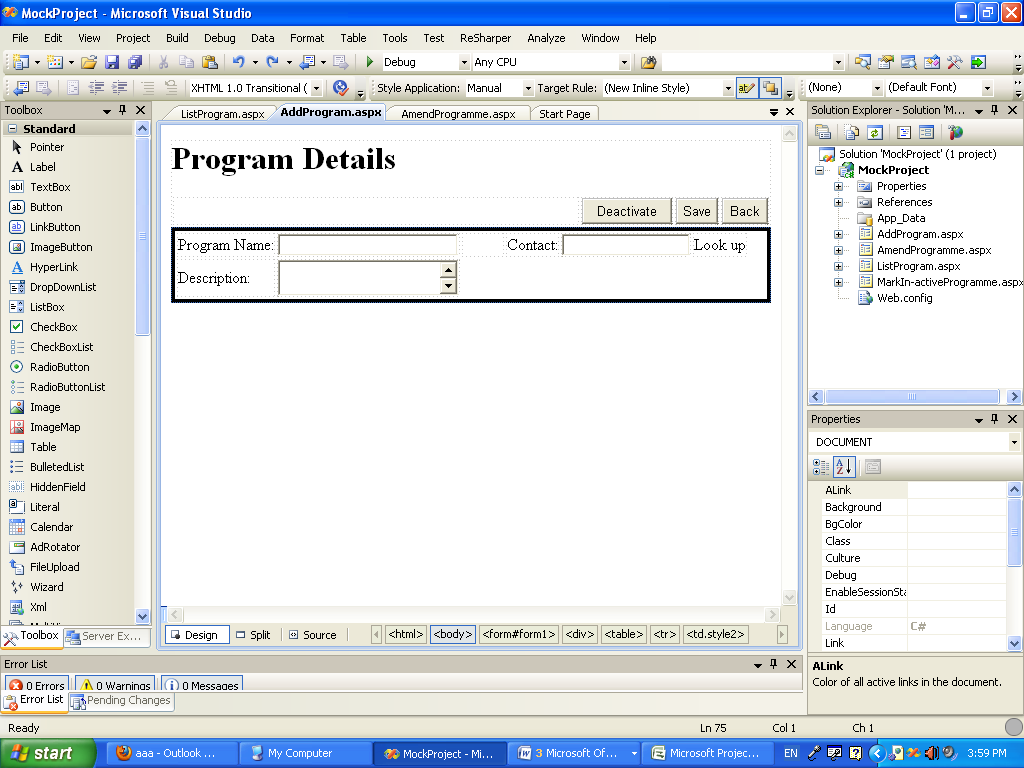 MockProject - Microsoft Visual Studio
File Edit View Project Build Debug Data Format Table Tools Test ReSharper Analyze Window Help
Debug Any CPU
XHTML 1.0 Transitional ( Style Application: Manual Target Rule: (New Inline Style) (None) (Default Font)
Toolbox
Standard
Pointer
Label
TextBox
Button
LinkButton
ImageButton
HyperLink
DropDownList
ListBox
CheckBox
CheckBoxList
RadioButton
RadioButtonList
Image
ImageMap
Table
BulletedList
HiddenField
Literal
Calendar
AdRotator
FileUpload
Wizard
Xml
Toolbox Server Ex...
ListProgram.aspx AddProgram.aspx AmendProgramme.aspx Start Page
Program Details
Deactivate Save Back
Program Name: Contact: Look up
Description:
Design Split Source <html> <body> <form#form1> <div> <table> <tr> <td.style2>
Solution Explorer - Solution 'M...
Solution 'MockProject' (1 project)
MockProject
Properties
References
App_Data
AddProgram.aspx
AmendProgramme.aspx
ListProgram.aspx
MarkIn-activeProgramme.aspx
Web.config
Properties
DOCUMENT
ALink
Background
BgColor
Class
Culture
Debug
EnableSessionSta
Id
Language C#
Link
ALink
Color of all active links in the document.
Error List
0 Errors 0 Warnings 0 Messages
Error List Pending Changes
Ready Ln 75 Col 1 Ch 1
start aaa - Outlook ... My Computer MockProject - Mi... 3 Microsoft Of... Microsoft Projec... EN 3:59 PM